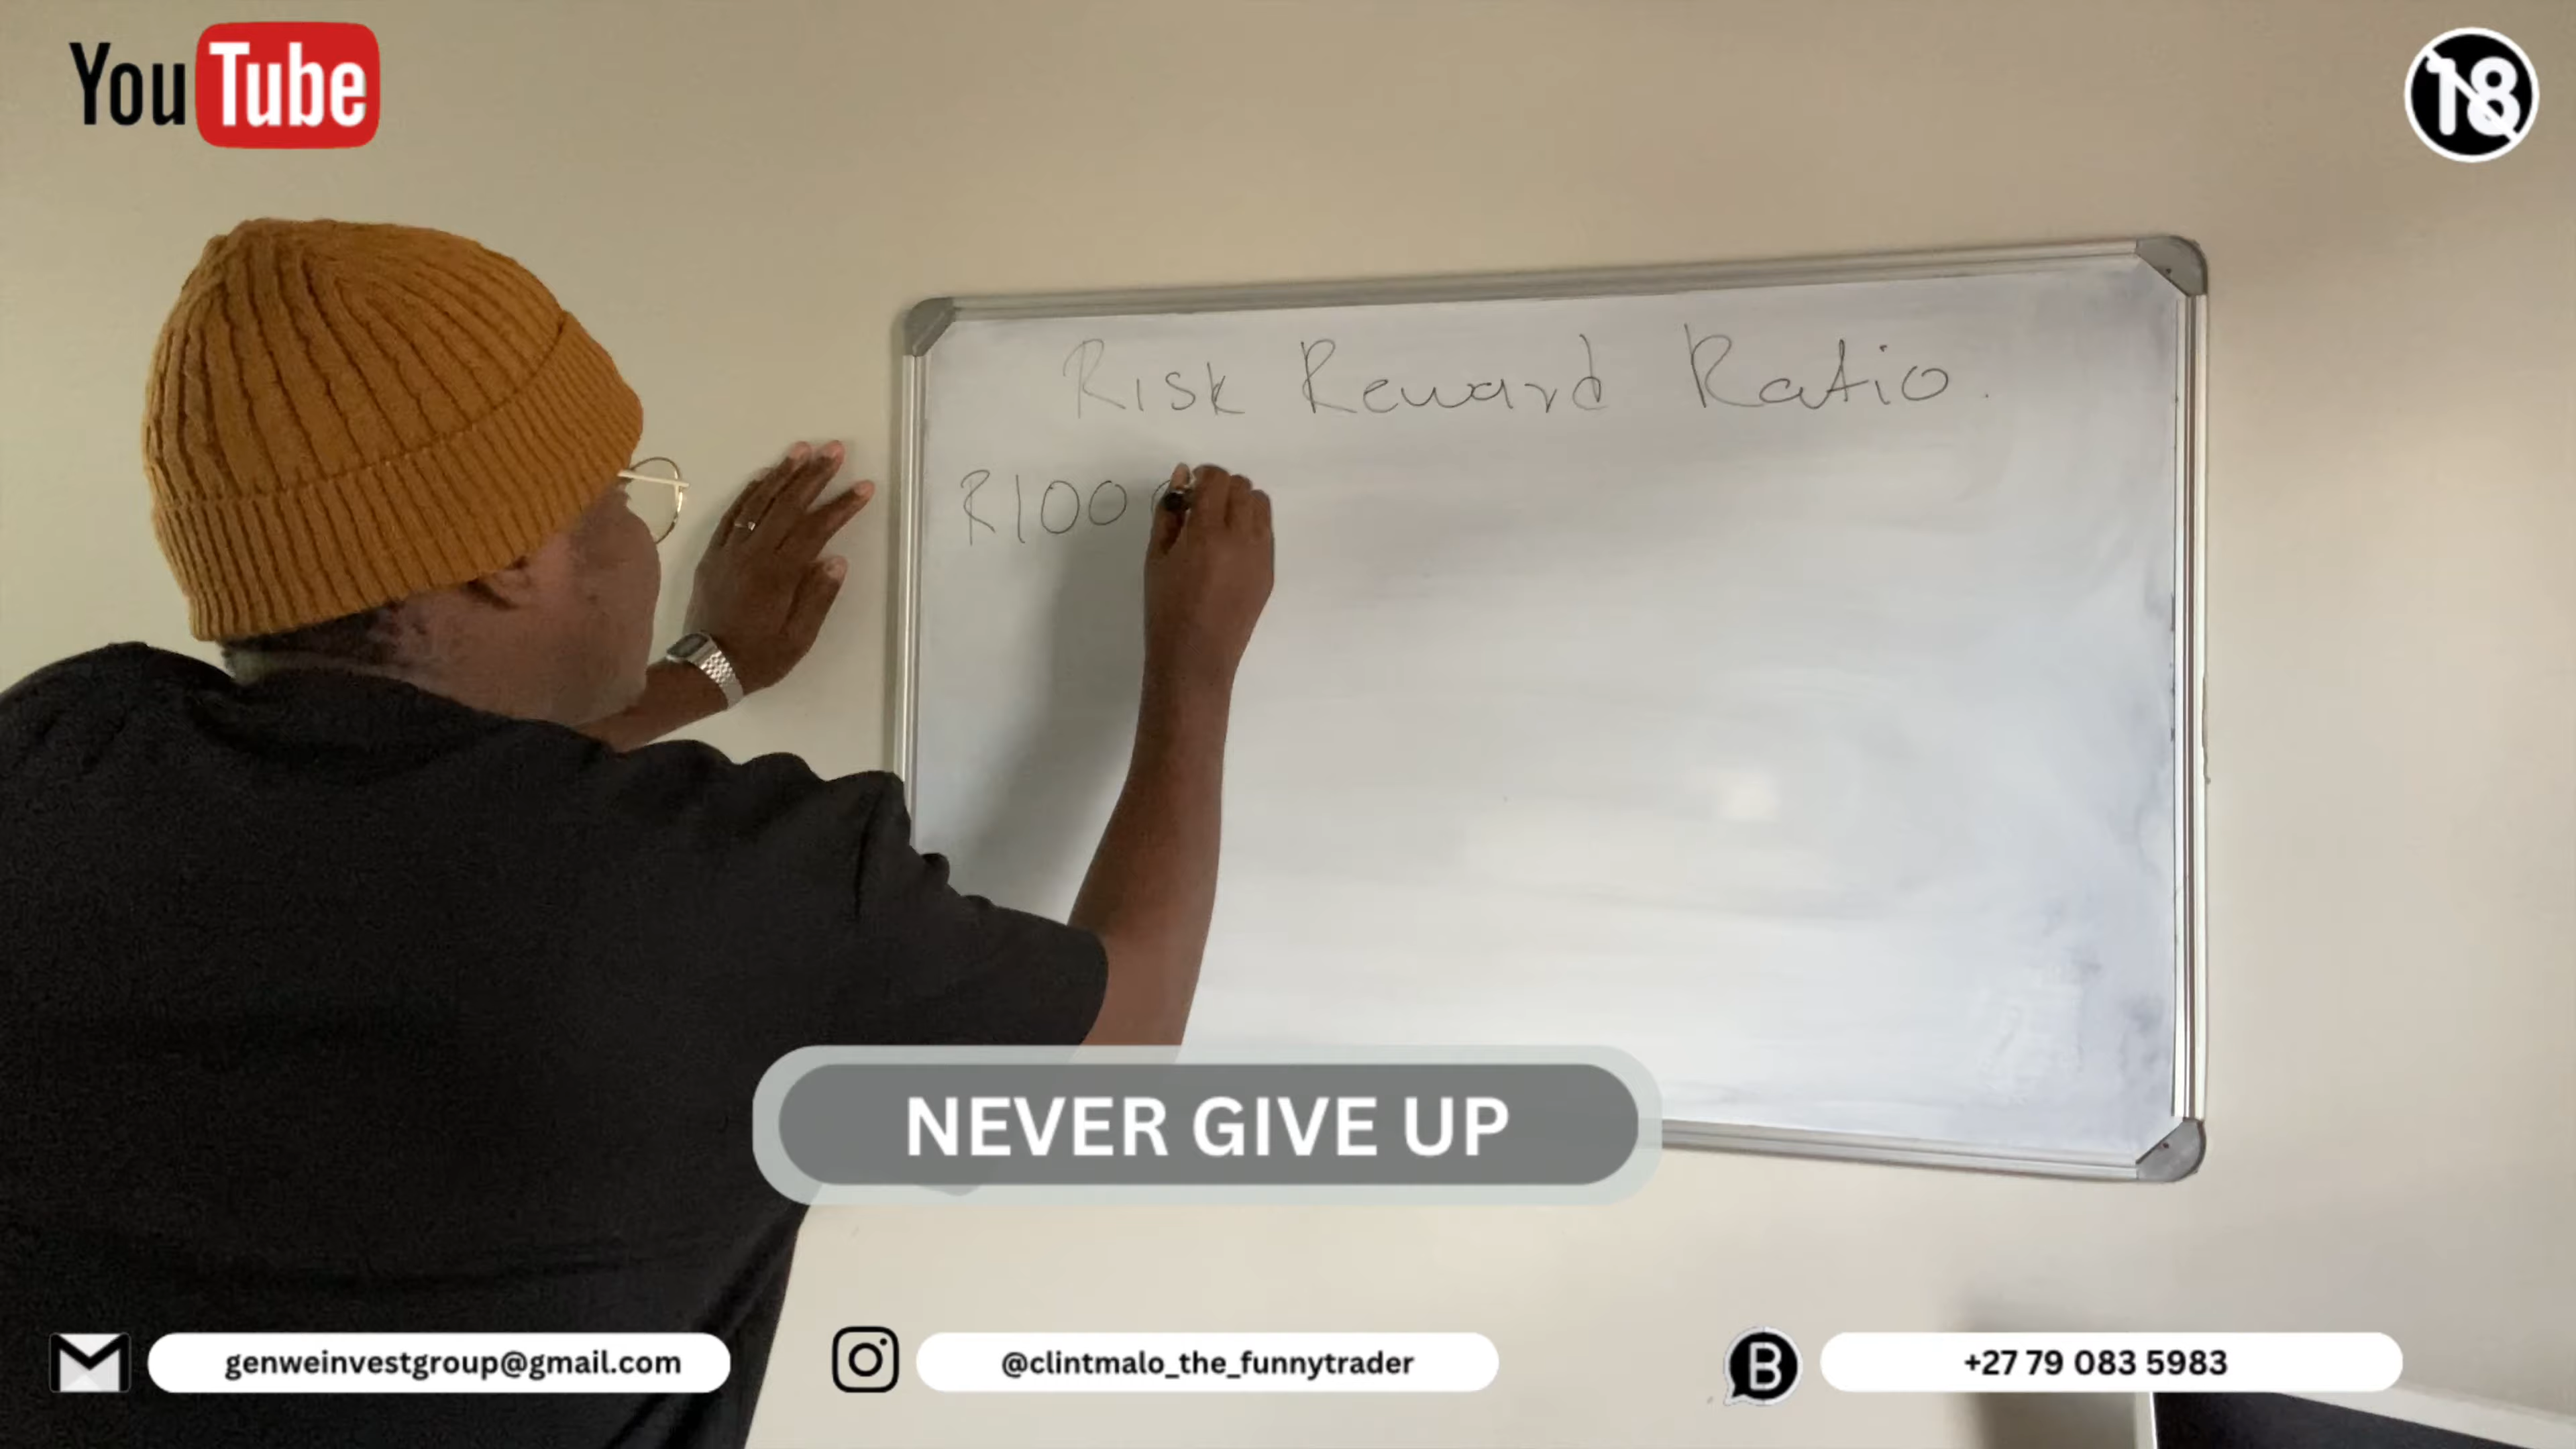 YouTube
18
Risk Reward Ratio.
R100
NEVER GIVE UP
genweinvestgroup@gmail.com
@clintmalo_the_funnytrader
B
+27 79 083 5983